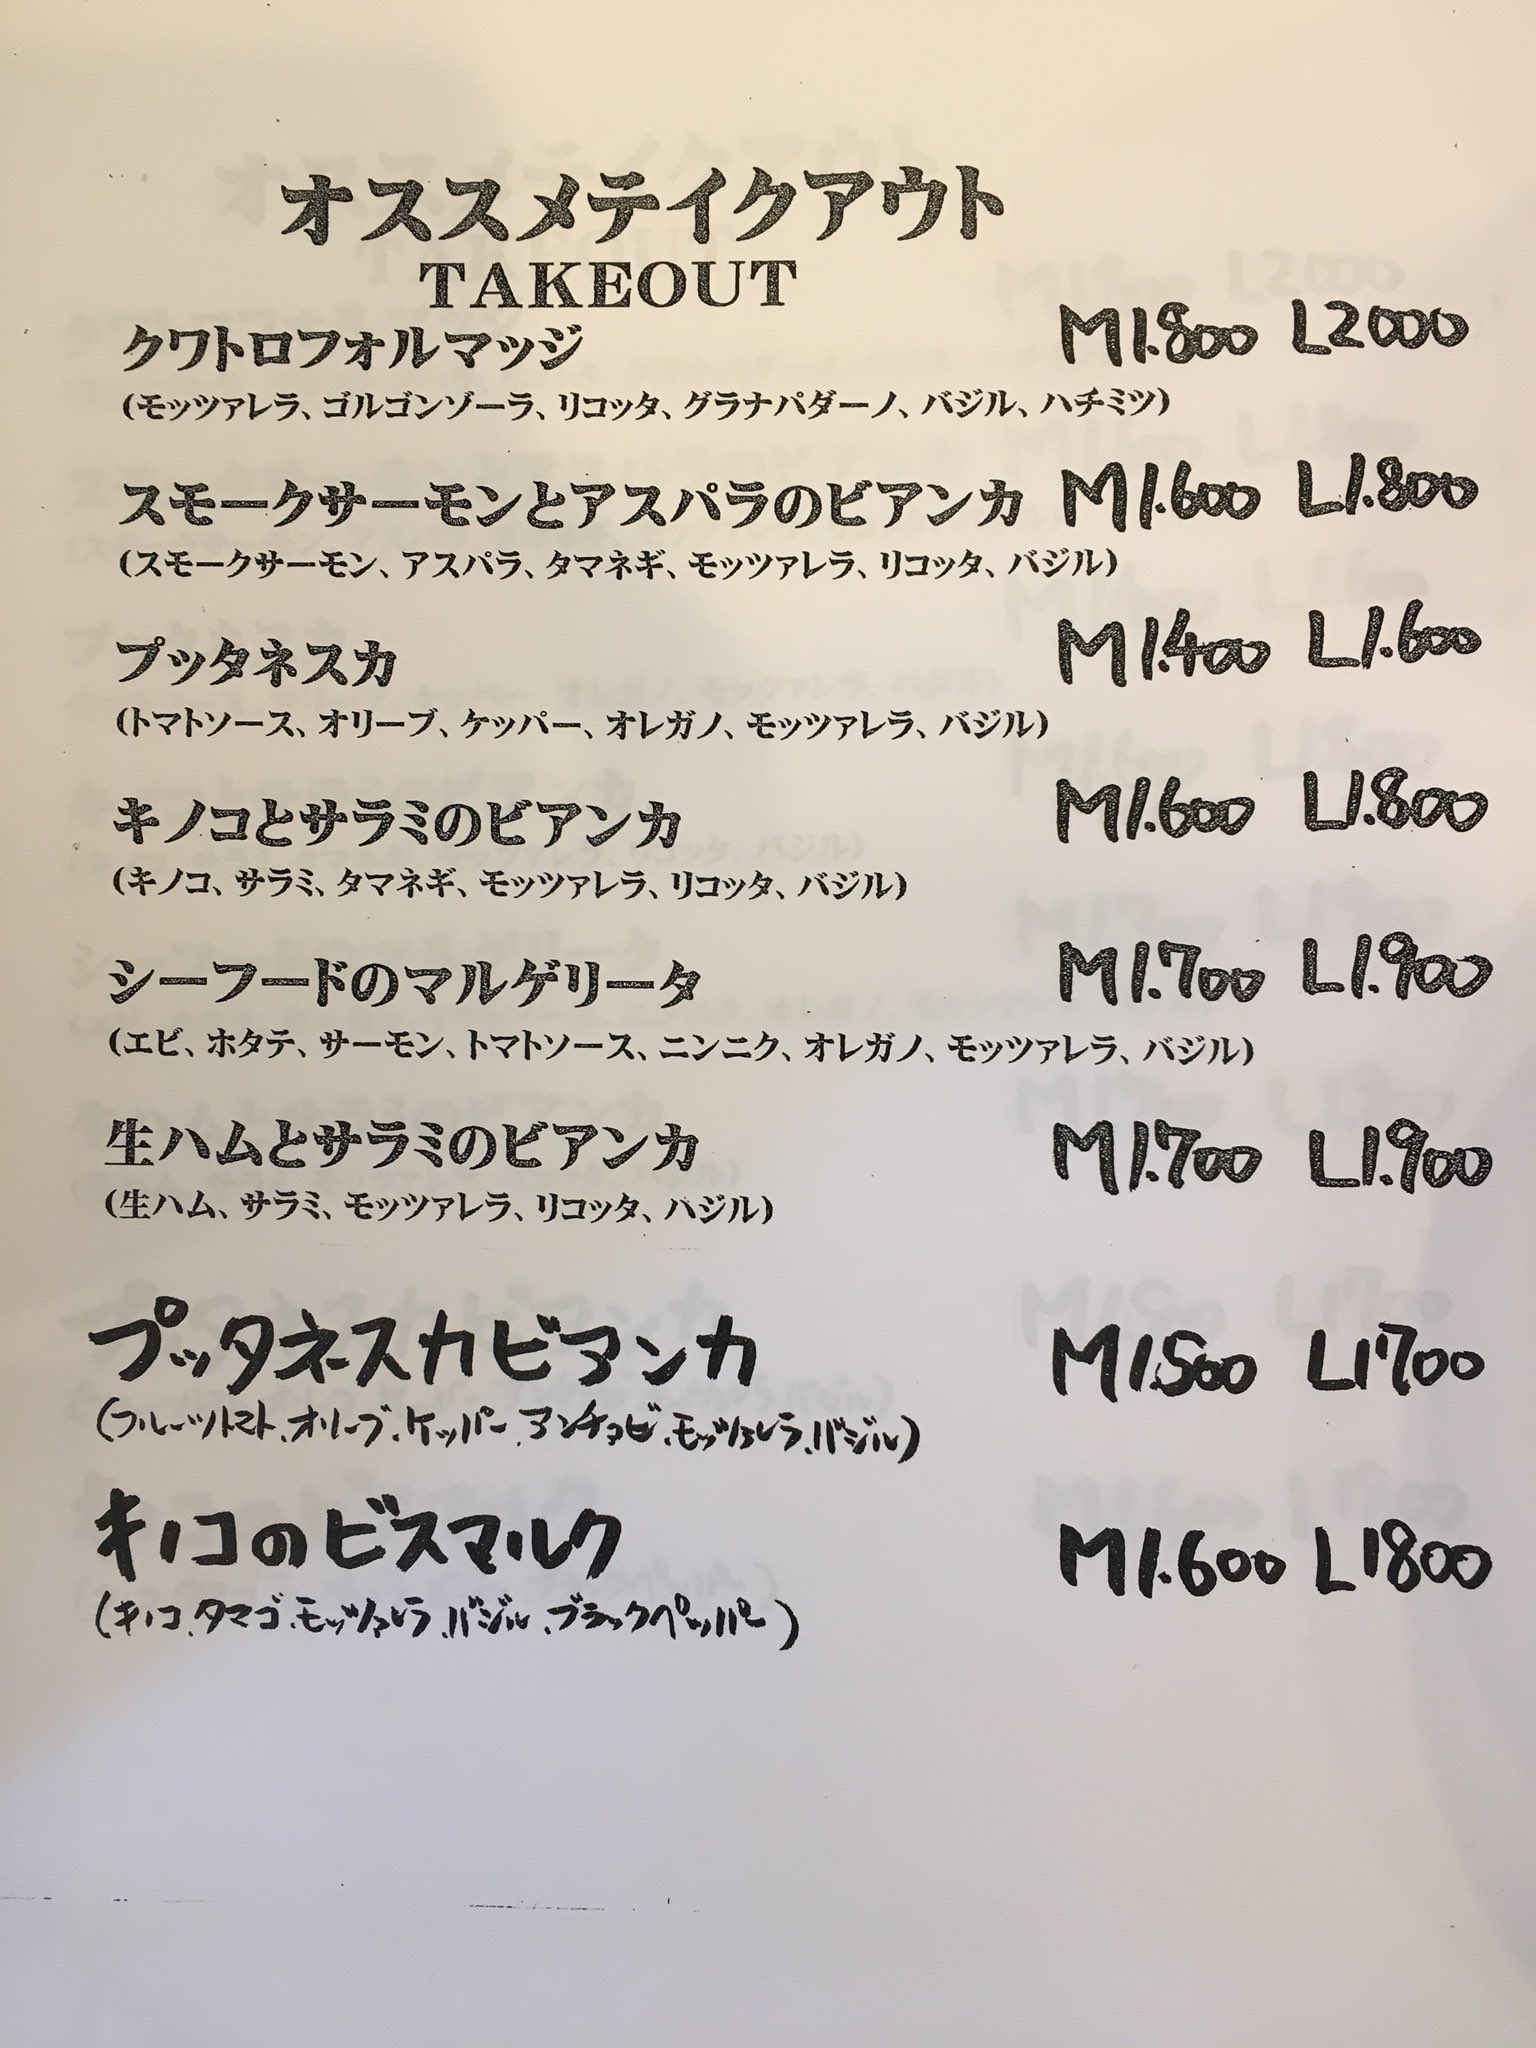 オススメテイクアウト
TAKEOUT
クワトロフォルマッジ M1.800 L2000
(モッツァレラ、ゴルゴンゾーラ、リコッタ、グラナパダーノ、バジル、ハチミツ)
スモークサーモンとアスパラのビアンカ M1.600 L1.800
(スモークサーモン、アスパラ、タマネギ、モッツァレラ、リコッタ、バジル)
プッタネスカ M1.400 L1.600
(トマトソース、オリーブ、ケッパー、オレガノ、モッツァレラ、バジル)
キノコとサラミのビアンカ M1.600 L1.800
(キノコ、サラミ、タマネギ、モッツァレラ、リコッタ、バジル)
シーフードのマルゲリータ M1.700 L1.900
(エビ、ホタテ、サーモン、トマトソース、ニンニク、オレガノ、モッツァレラ、バジル)
生ハムとサラミのビアンカ M1.700 L1.900
(生ハム、サラミ、モッツァレラ、リコッタ、バジル)
プッタネスカビアンカ M1.500 L1700
(フルーツトマト、オリーブ、ケッパー、アンチョビ、モッツァレラ、バジル)
キノコのビスマルク M1.600 L1800
(キノコ、タマゴ、モッツァレラ、バジル、ブラックペッパー)